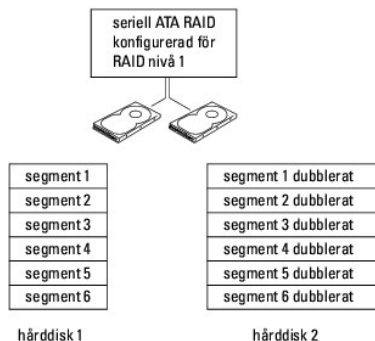 seriell ATA RAID
konfigurerad för
RAID nivå 1
segment 1
segment 2
segment 3
segment 4
segment 5
segment 6
hårddisk 1
segment 1 dubblerat
segment 2 dubblerat
segment 3 dubblerat
segment 4 dubblerat
segment 5 dubblerat
segment 6 dubblerat
hårddisk 2